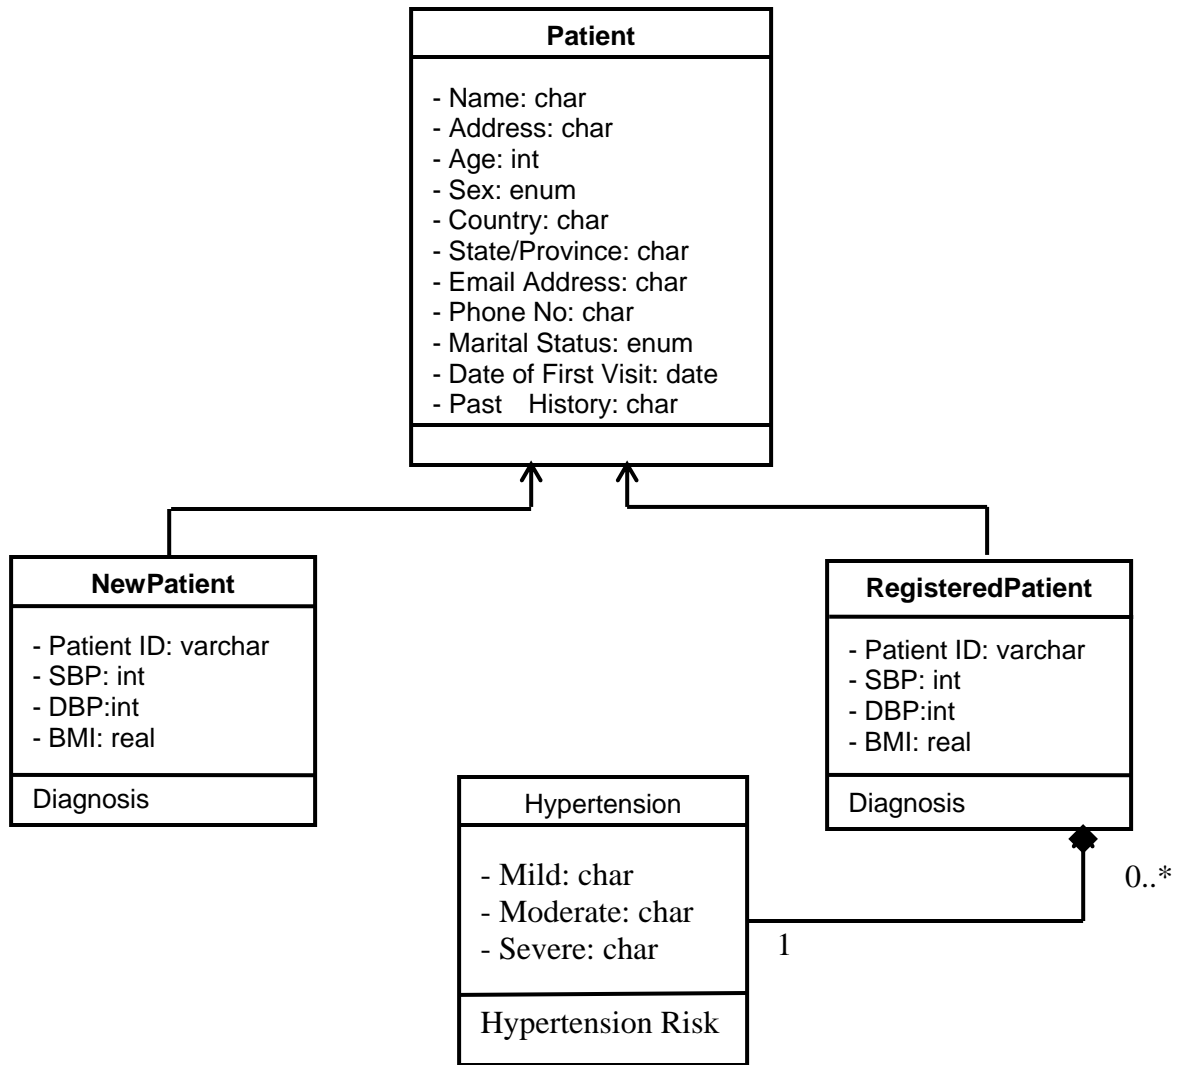 Patient
- Name: char
- Address: char
- Age: int
- Sex: enum
- Country: char
- State/Province: char
- Email Address: char
- Phone No: char
- Marital Status: enum
- Date of First Visit: date
- Past History: char
NewPatient
- Patient ID: varchar
- SBP: int
- DBP:int
- BMI: real
Diagnosis
RegisteredPatient
- Patient ID: varchar
- SBP: int
- DBP:int
- BMI: real
Diagnosis
Hypertension
- Mild: char
- Moderate: char
- Severe: char
Hypertension Risk
1
0..*